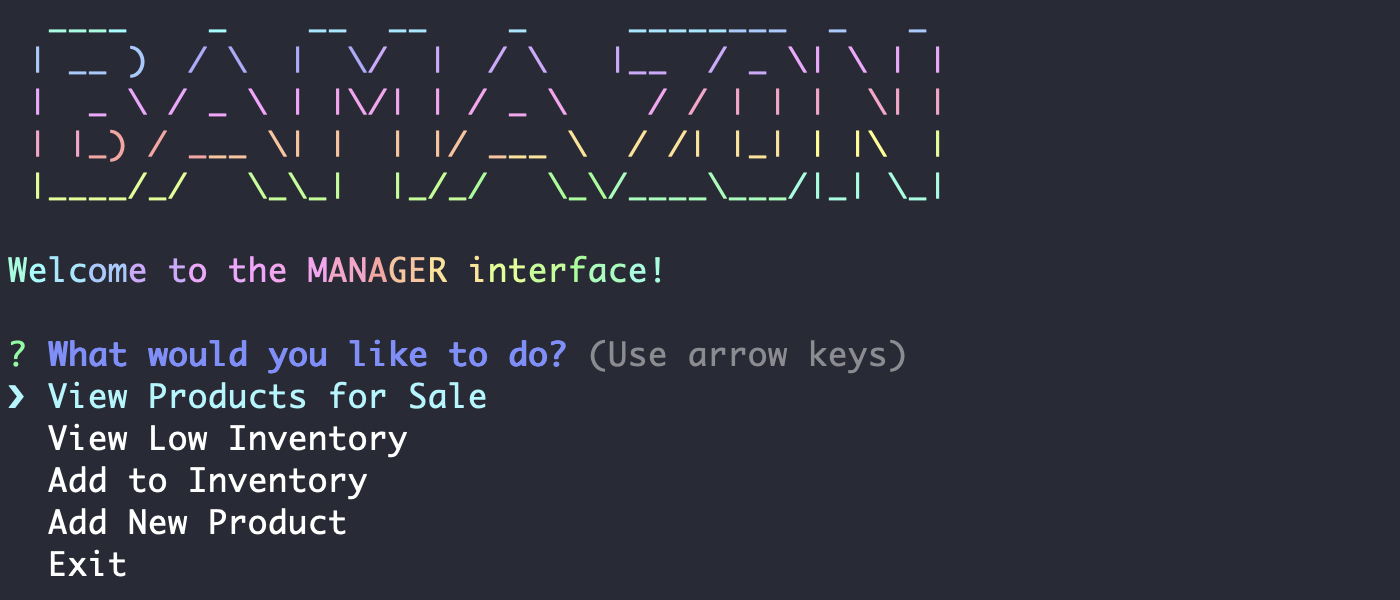 BAMAZON
Welcome to the MANAGER interface!
? What would you like to do? (Use arrow keys)
❯ View Products for Sale
View Low Inventory
Add to Inventory
Add New Product
Exit